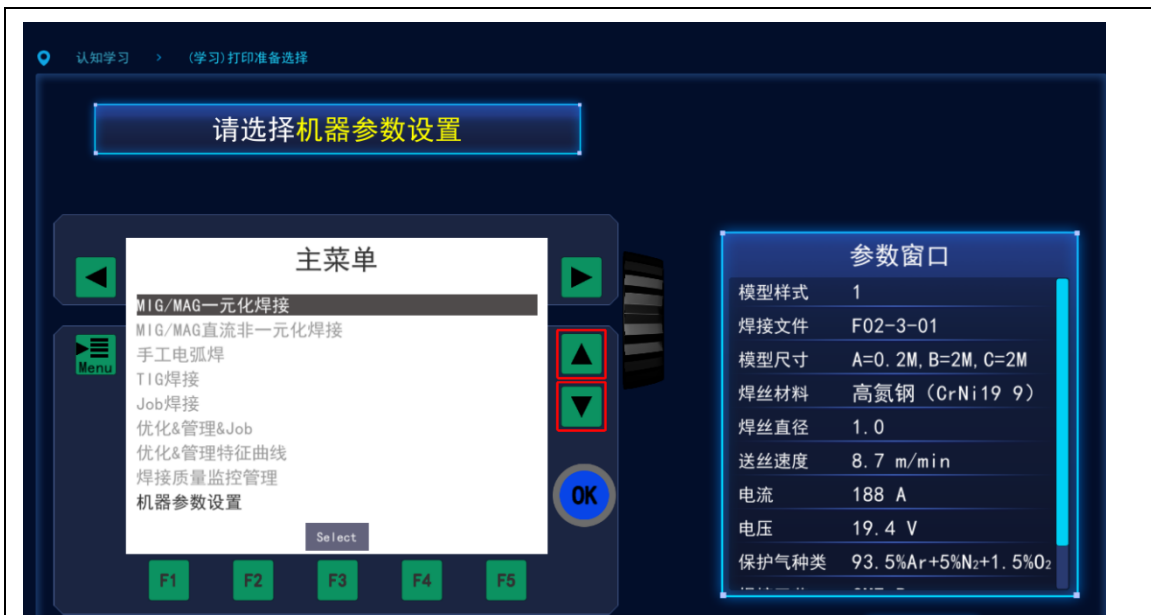 认知学习 > (学习)打印准备选择
请选择机器参数设置
主菜单
MIG/MAG一元化焊接
MIG/MAG直流非一元化焊接
手工电弧焊
TIG焊接
Job焊接
优化&管理&Job
优化&管理特征曲线
焊接质量监控管理
机器参数设置
Select
Menu
OK
F1 F2 F3 F4 F5
参数窗口
模型样式 1
焊接文件 F02-3-01
模型尺寸 A=0.2M,B=2M,C=2M
焊丝材料 高氮钢（CrNi19 9）
焊丝直径 1.0
送丝速度 8.7 m/min
电流 188 A
电压 19.4 V
保护气种类 93.5%Ar+5%N₂+1.5%O₂